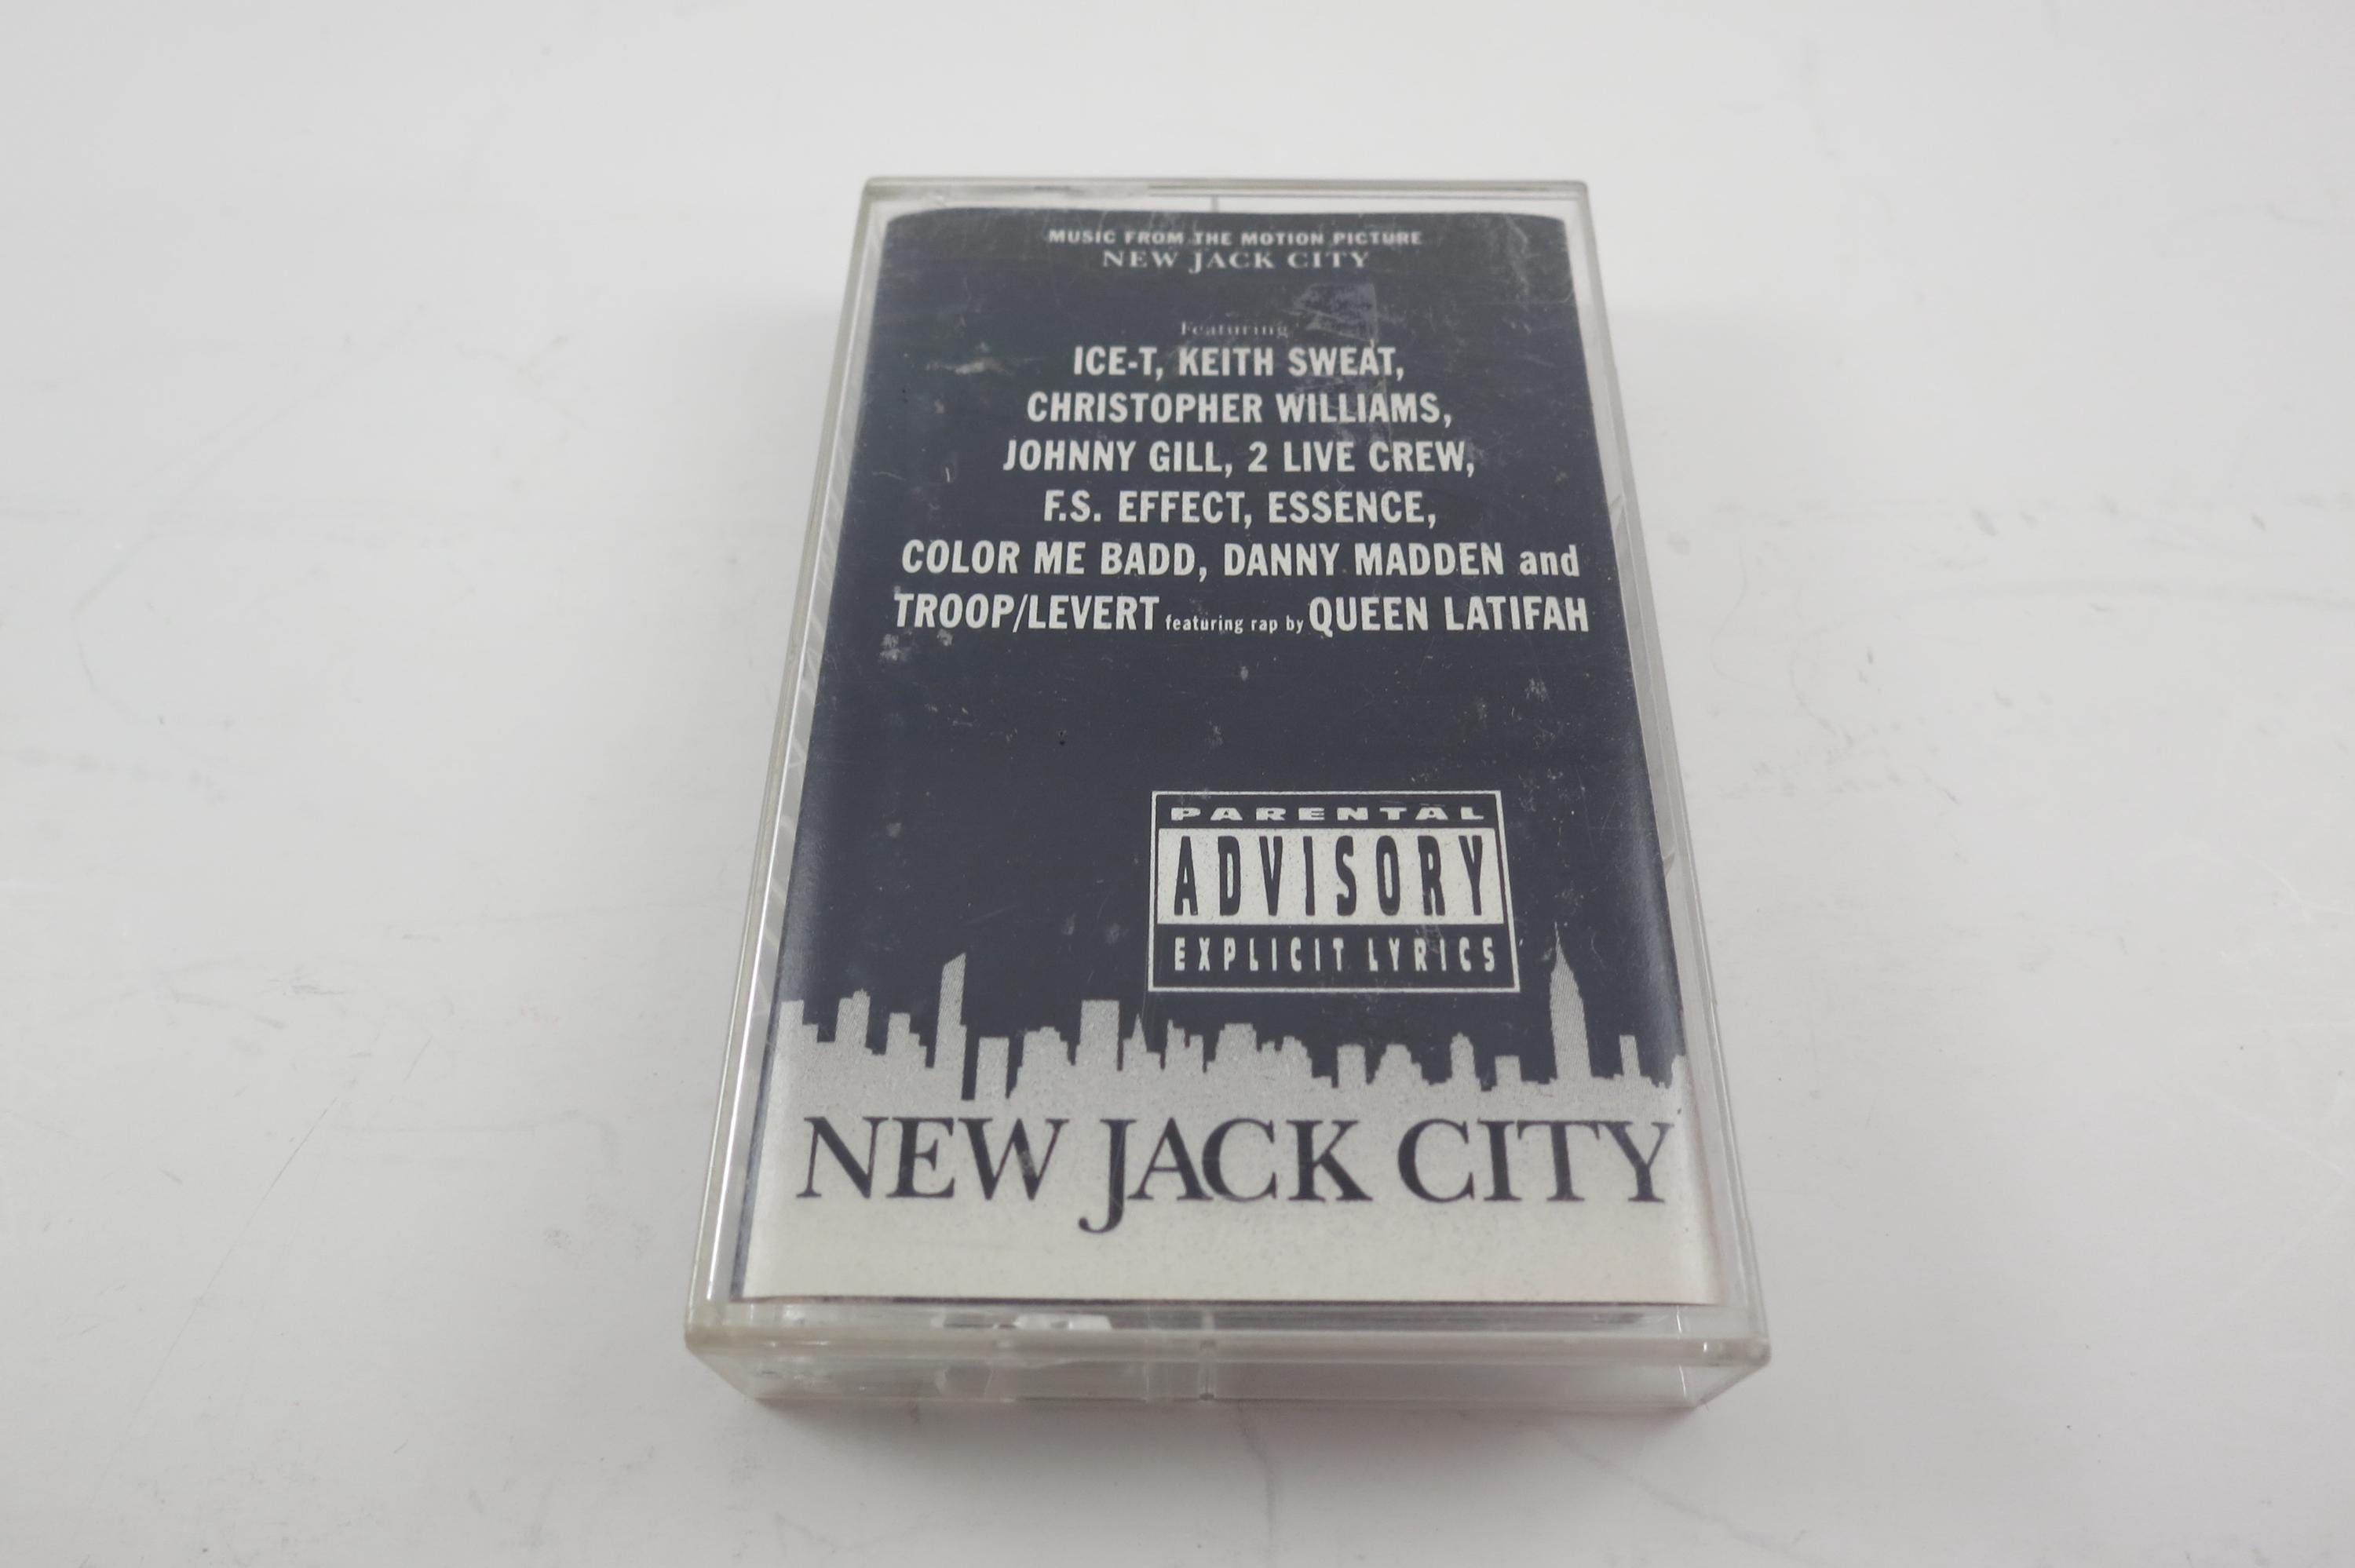 MUSIC FROM THE MOTION PICTURE
NEW JACK CITY
Featuring
ICE-T, KEITH SWEAT,
CHRISTOPHER WILLIAMS,
JOHNNY GILL, 2 LIVE CREW,
F.S. EFFECT, ESSENCE,
COLOR ME BADD, DANNY MADDEN and
TROOP/LEVERT featuring rap by QUEEN LATIFAH
PARENTAL
ADVISORY
EXPLICIT LYRICS
NEW JACK CITY